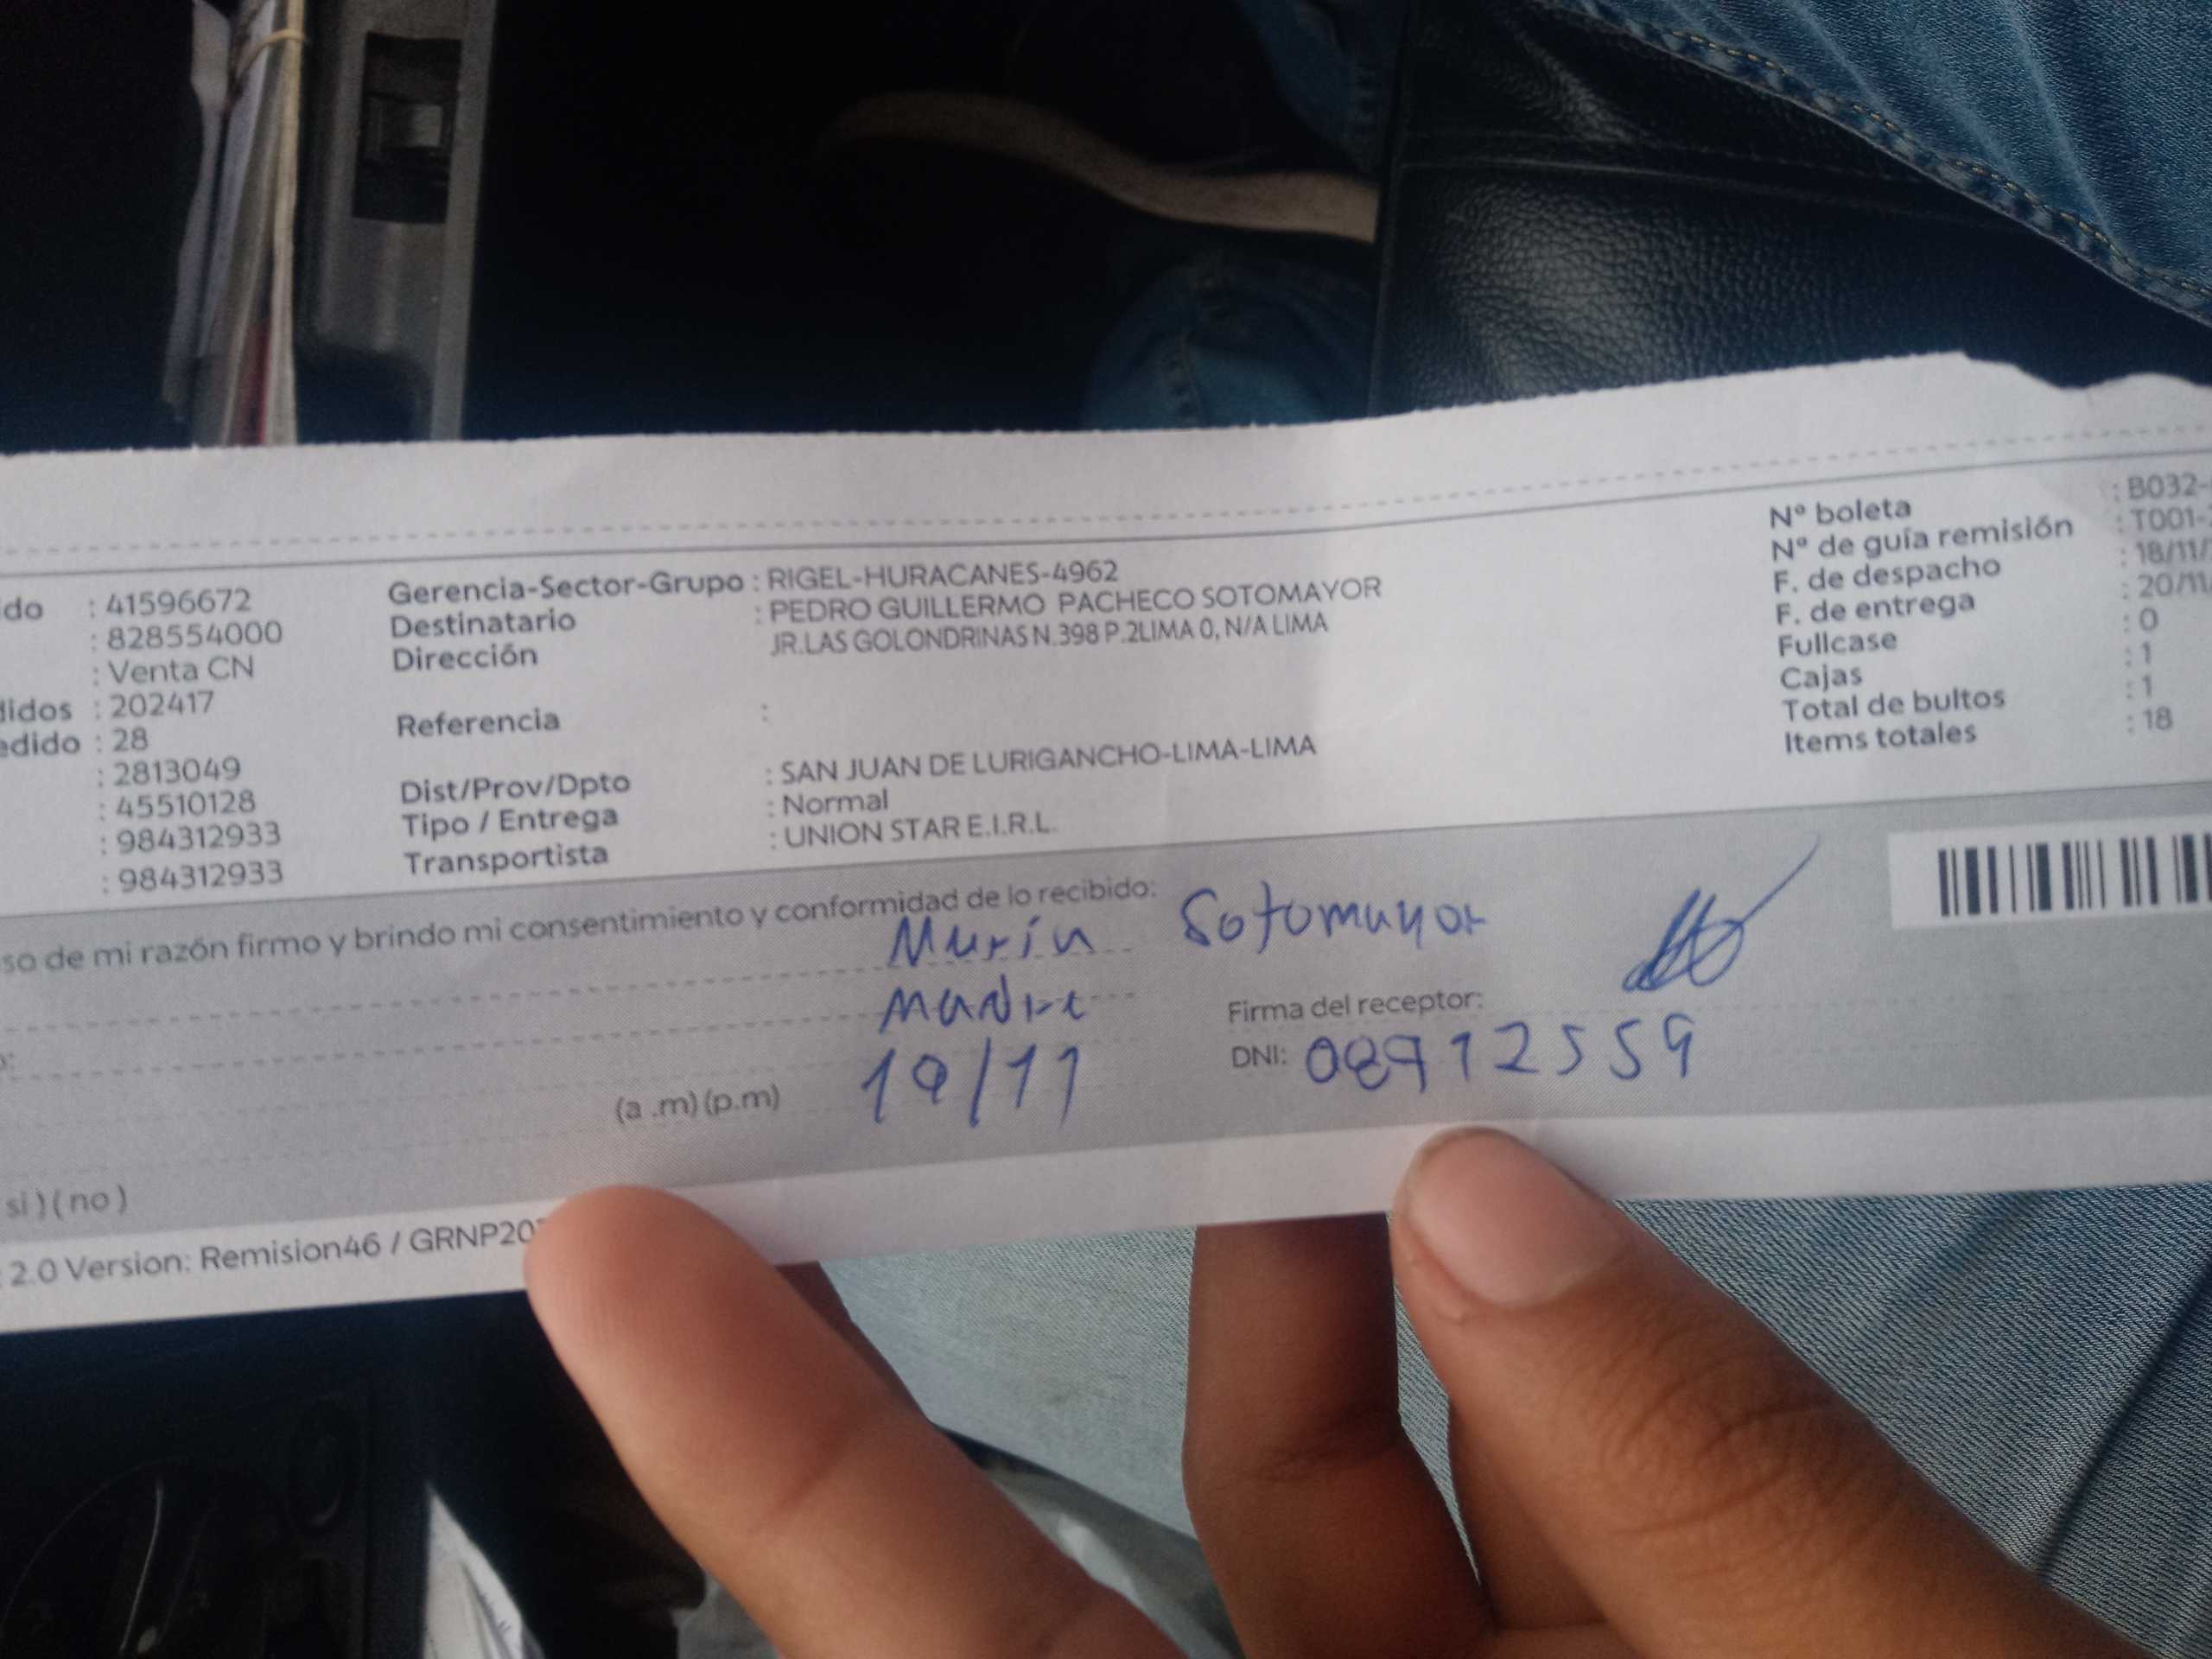 ido : 41596672
: 828554000
: Venta CN
didos : 202417
edido : 28
: 2813049
: 45510128
: 984312933
: 984312933
Gerencia-Sector-Grupo : RIGEL-HURACANES-4962
Destinatario : PEDRO GUILLERMO PACHECO SOTOMAYOR
Dirección JR.LAS GOLONDRINAS N.398 P.2LIMA 0, N/A LIMA
Referencia :
Dist/Prov/Dpto : SAN JUAN DE LURIGANCHO-LIMA-LIMA
Tipo / Entrega : Normal
Transportista : UNION STAR E.I.R.L.
Nº boleta : B032-
Nº de guía remisión : T001-
F. de despacho : 18/11/
F. de entrega : 20/11
Fullcase : 0
Cajas : 1
Total de bultos : 1
Items totales : 18
so de mi razón firmo y brindo mi consentimiento y conformidad de lo recibido:
Sotomayor
Madre
Firma del receptor:
o:
(a .m) (p.m) 19/11
DNI: 08912559
si ) ( no )
2.0 Version: Remision46 / GRNP20